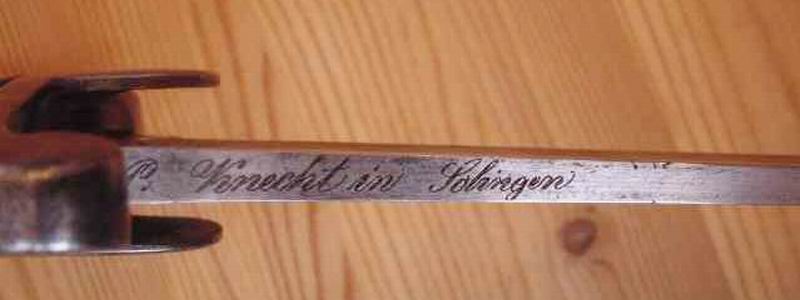 P. Knecht in Solingen